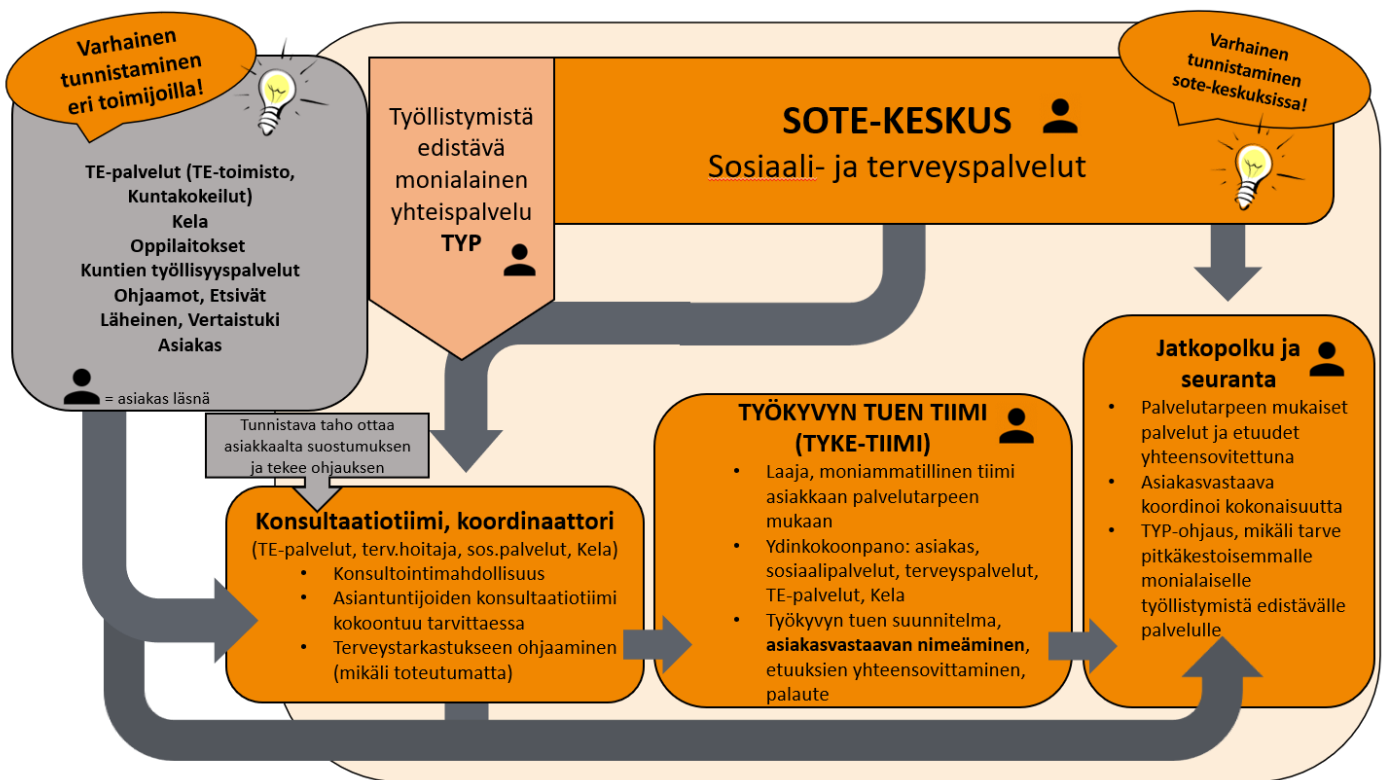 Varhainen
tunnistaminen
eri toimijoilla!
TE-palvelut (TE-toimisto,
Kuntakokeilut)
Kela
Oppilaitokset
Kuntien työllisyyspalvelut
Ohjaamot, Etsivät
Läheinen, Vertaistuki
Asiakas
= asiakas läsnä
Työllistymistä
edistävä
monialainen
yhteispalvelu
TYP
SOTE-KESKUS
Sosiaali- ja terveyspalvelut
Varhainen
tunnistaminen
sote-keskuksissa!
Tunnistava taho ottaa
asiakkaalta suostumuksen
ja tekee ohjauksen
Konsultaatiotiimi, koordinaattori
(TE-palvelut, terv.hoitaja, sos.palvelut, Kela)
• Konsultointimahdollisuus
• Asiantuntijoiden konsultaatiotiimi
kokoontuu tarvittaessa
• Terveystarkastukseen ohjaaminen
(mikäli toteutumatta)
TYÖKYVYN TUEN TIIMI
(TYKE-TIIMI)
• Laaja, moniammatillinen tiimi
asiakkaan palvelutarpeen
mukaan
• Ydinkokoonpano: asiakas,
sosiaalipalvelut, terveyspalvelut,
TE-palvelut, Kela
• Työkyvyn tuen suunnitelma,
asiakasvastaavan nimeäminen,
etuuksien yhteensovittaminen,
palaute
Jatkopolku ja
seuranta
• Palvelutarpeen mukaiset
palvelut ja etuudet
yhteensovitettuna
• Asiakasvastaava
koordinoi kokonaisuutta
• TYP-ohjaus, mikäli tarve
pitkäkestoisemmalle
monialaiselle
työllistymistä edistävälle
palvelulle